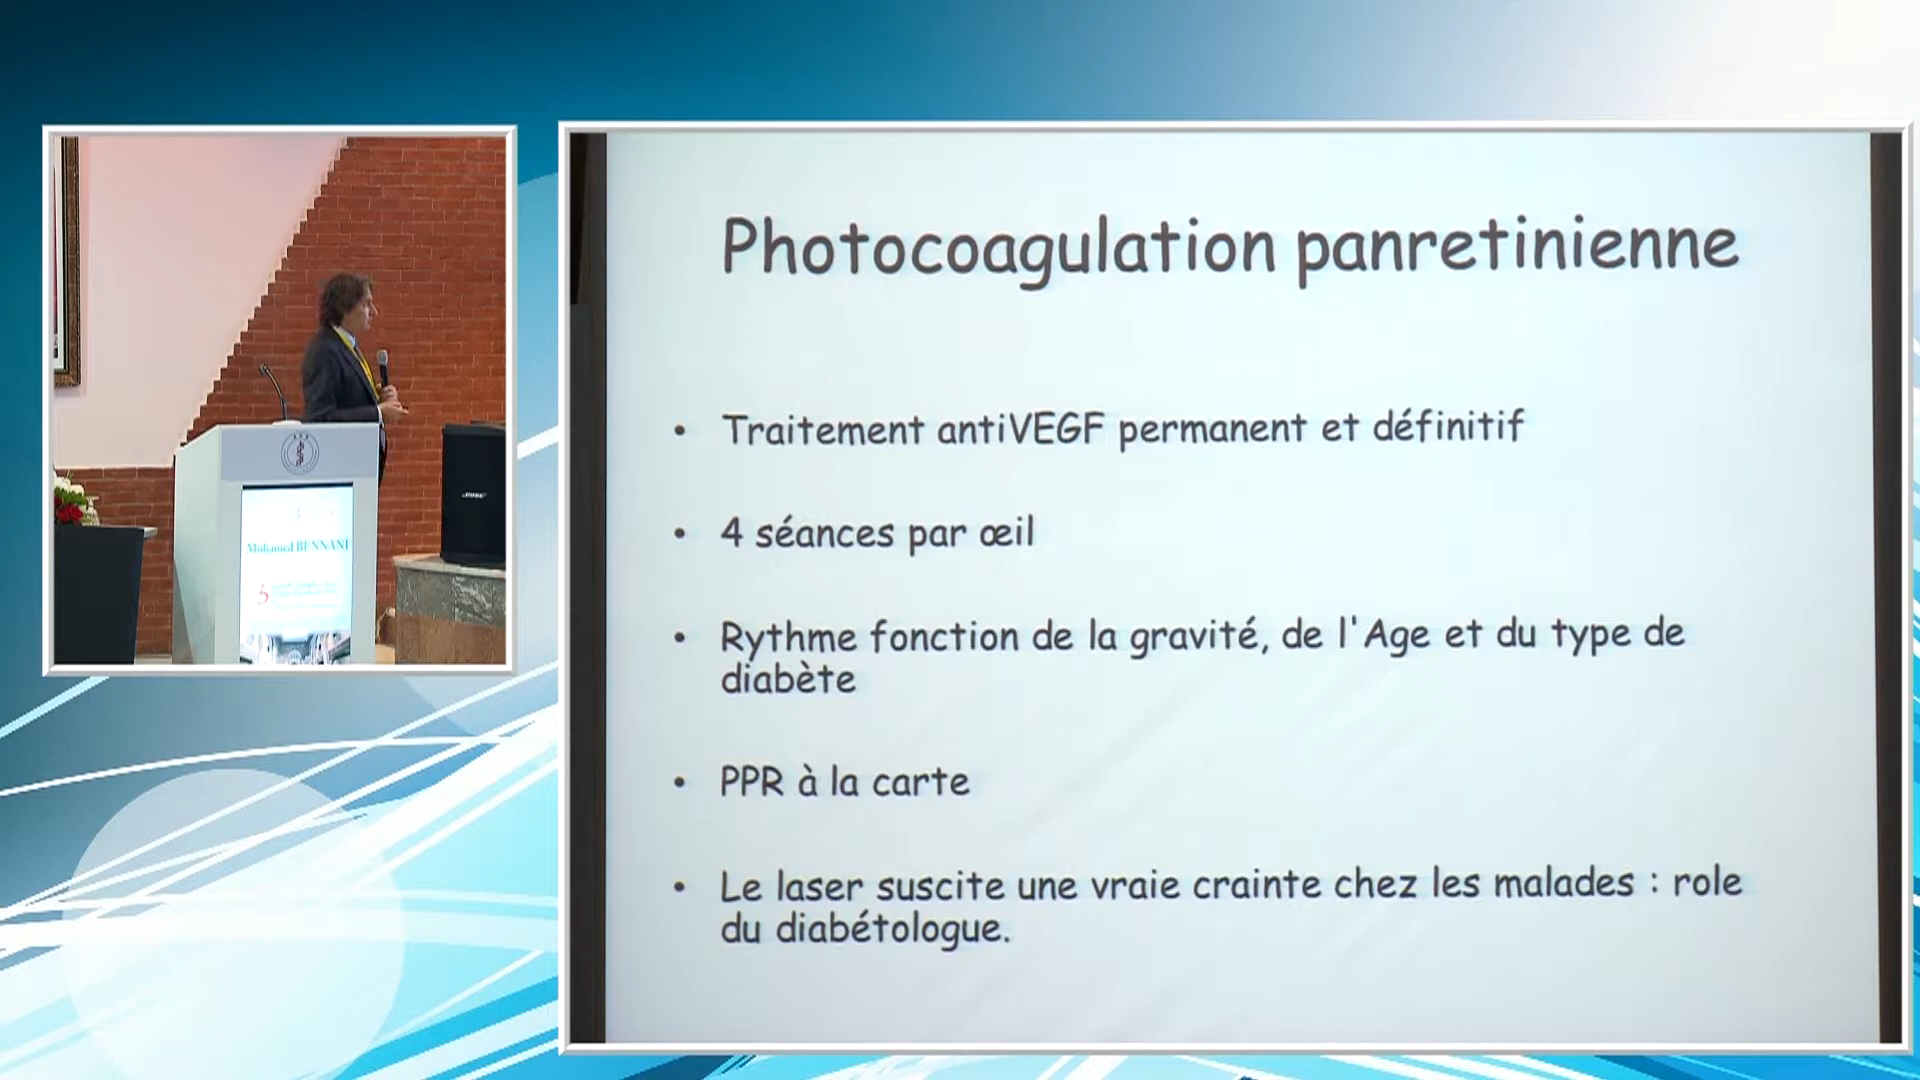 Photocoagulation panretinienne
• Traitement antiVEGF permanent et définitif
• 4 séances par œil
• Rythme fonction de la gravité, de l'Age et du type de
diabète
• PPR à la carte
• Le laser suscite une vraie crainte chez les malades : role
du diabétologue.
Mohamed BENNANI
5
BOSE